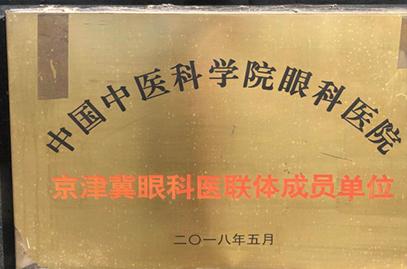 中国中医科学院眼科医院
京津冀眼科医联体成员单位
二〇一八年五月